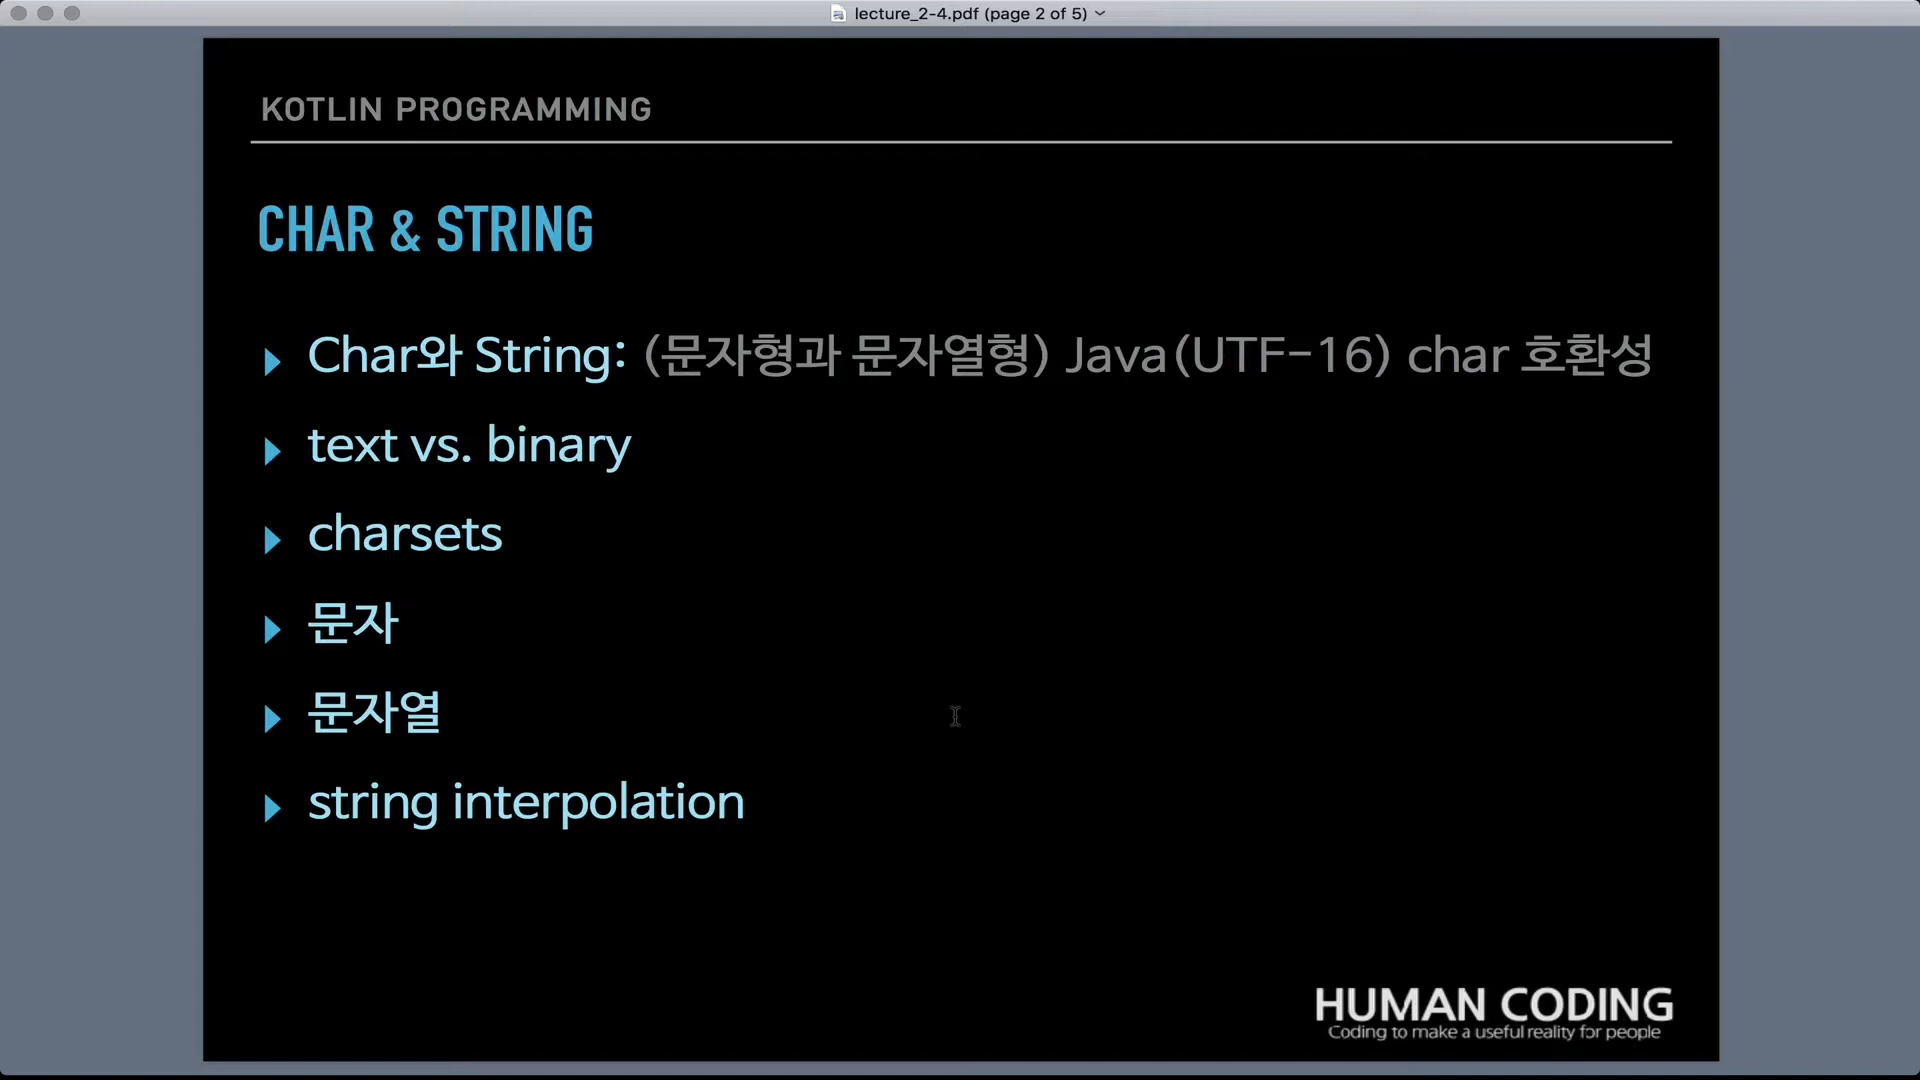 lecture_2-4.pdf (page 2 of 5)
KOTLIN PROGRAMMING
CHAR & STRING
Char와 String: (문자형과 문자열형) Java(UTF-16) char 호환성
text vs. binary
charsets
문자
문자열
string interpolation
HUMAN CODING
Coding to make a useful reality for people